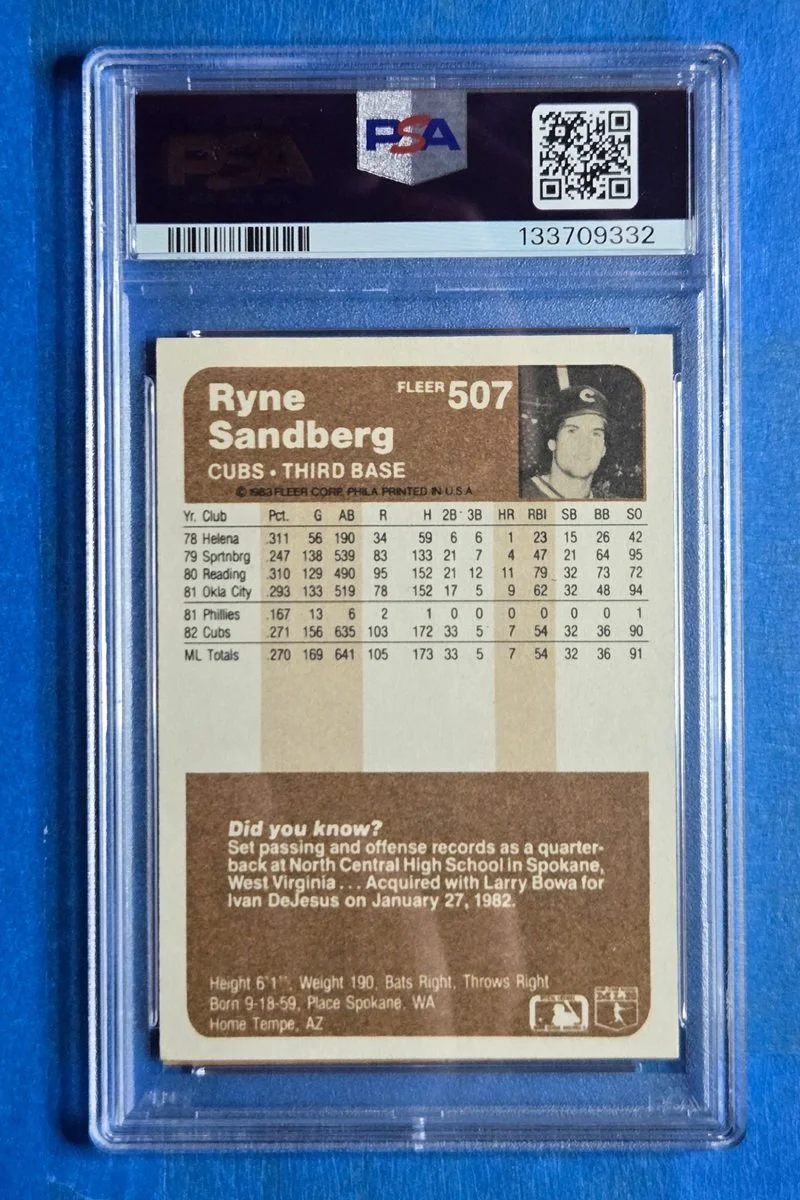 PSA
PSA
133709332
Ryne
Sandberg
FLEER 507
CUBS • THIRD BASE
© 1983 FLEER CORP. PHILA PRINTED IN U.S.A.
Yr. Club Pct. G AB R H 2B 3B HR RBI SB BB SO
78 Helena .311 56 190 34 59 6 6 1 23 15 26 42
79 Sprtnbrg .247 138 539 83 133 21 7 4 47 21 64 95
80 Reading .310 129 490 95 152 21 12 11 79 32 73 72
81 Okla City .293 133 519 78 152 17 5 9 62 32 48 94
81 Phillies .167 13 6 2 1 0 0 0 0 0 0 1
82 Cubs .271 156 635 103 172 33 5 7 54 32 36 90
ML Totals .270 169 641 105 173 33 5 7 54 32 36 91
Did you know?
Set passing and offense records as a quarter-
back at North Central High School in Spokane,
West Virginia . . . Acquired with Larry Bowa for
Ivan DeJesus on January 27, 1982.
Height 6'1". Weight 190, Bats Right, Throws Right
Born 9-18-59, Place Spokane, WA
Home Tempe, AZ